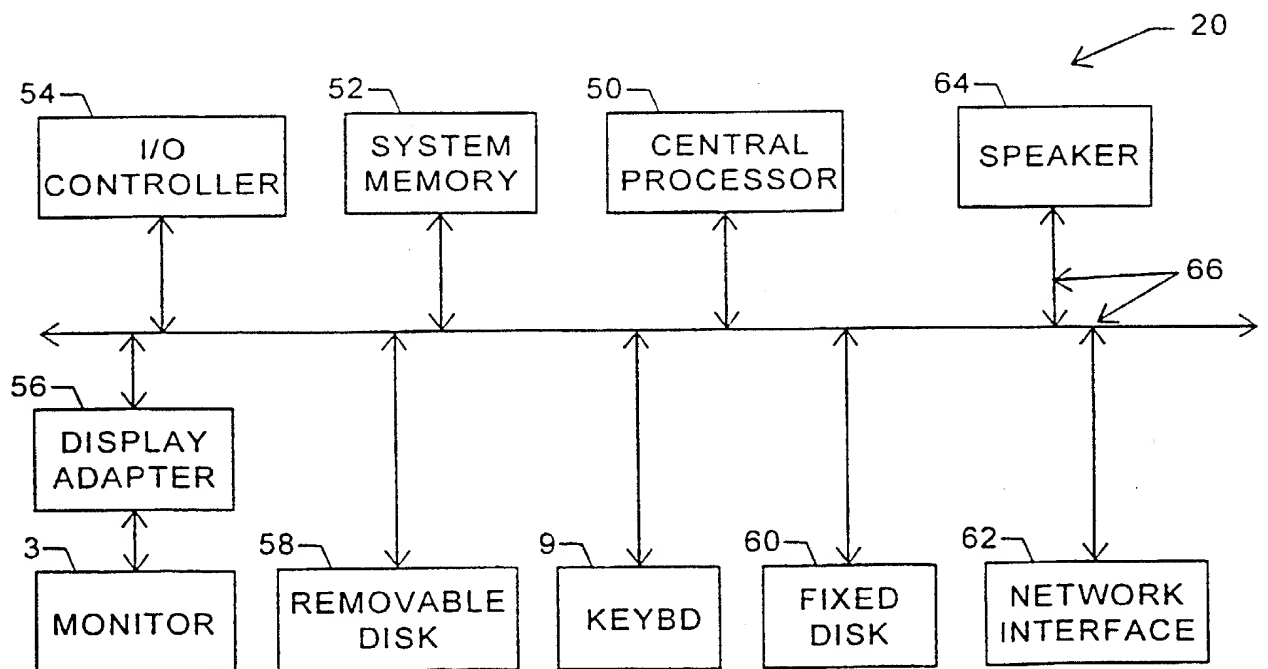 20
54
52
50
64
I/O
CONTROLLER
SYSTEM
MEMORY
CENTRAL
PROCESSOR
SPEAKER
66
56
DISPLAY
ADAPTER
3
58
9
60
62
MONITOR
REMOVABLE
DISK
KEYBD
FIXED
DISK
NETWORK
INTERFACE